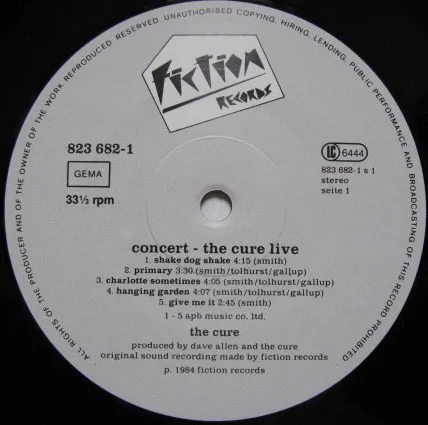 ALL RIGHTS OF THE PRODUCER AND OF THE OWNER OF THE WORK REPRODUCED RESERVED UNAUTHORISED COPYING, HIRING, LENDING, PUBLIC PERFORMANCE AND BROADCASTING OF THIS RECORD PROHIBITED
FICTION
RECORDS
823 682-1
GEMA
33⅓ rpm
LC 6444
823 682-1 s 1
stereo
seite 1
concert - the cure live
1. shake dog shake 4:15 (smith)
2. primary 3:30 (smith/tolhurst/gallup)
3. charlotte sometimes 4:05 (smith/tolhurst/gallup)
4. hanging garden 4:07 (smith/tolhurst/gallup)
5. give me it 2:45 (smith)
1 - 5 apb music co. ltd.
the cure
produced by dave allen and the cure
original sound recording made by fiction records
p. 1984 fiction records